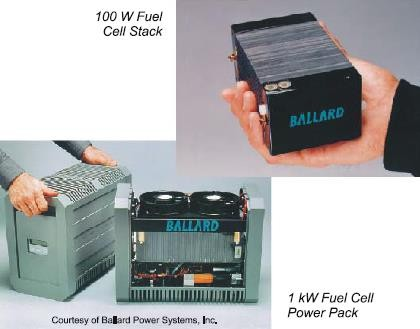 100 W Fuel
Cell Stack
BALLARD
BALLARD
1 kW Fuel Cell
Power Pack
Courtesy of Ballard Power Systems, Inc.